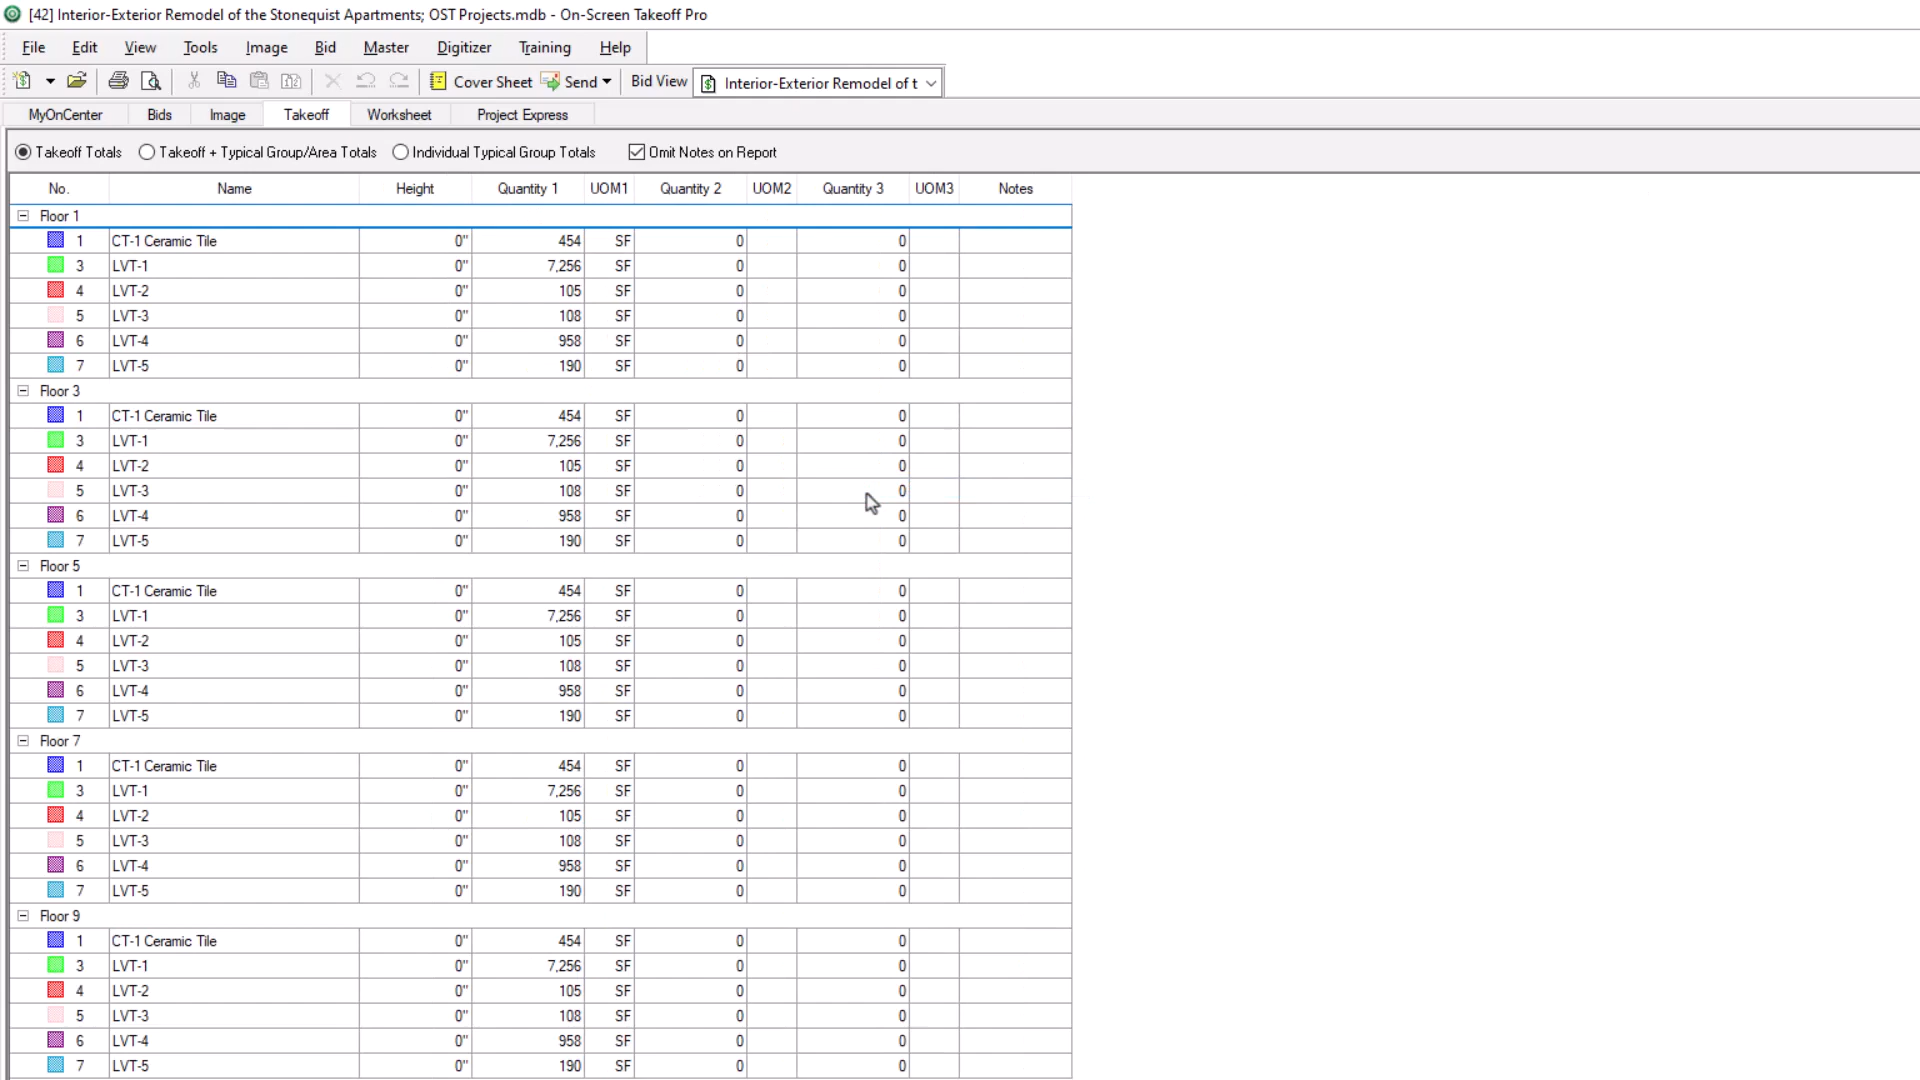 [42] Interior-Exterior Remodel of the Stonequist Apartments; OST Projects.mdb - On-Screen Takeoff Pro
File Edit View Tools Image Bid Master Digitizer Training Help
Cover Sheet Send Bid View Interior-Exterior Remodel of t
MyOnCenter Bids Image Takeoff Worksheet Project Express
Takeoff Totals Takeoff + Typical Group/Area Totals Individual Typical Group Totals Omit Notes on Report
No. Name Height Quantity 1 UOM1 Quantity 2 UOM2 Quantity 3 UOM3 Notes
Floor 1
1 CT-1 Ceramic Tile 0" 454 SF 0 0
3 LVT-1 0" 7,256 SF 0 0
4 LVT-2 0" 105 SF 0 0
5 LVT-3 0" 108 SF 0 0
6 LVT-4 0" 958 SF 0 0
7 LVT-5 0" 190 SF 0 0
Floor 3
1 CT-1 Ceramic Tile 0" 454 SF 0 0
3 LVT-1 0" 7,256 SF 0 0
4 LVT-2 0" 105 SF 0 0
5 LVT-3 0" 108 SF 0 0
6 LVT-4 0" 958 SF 0 0
7 LVT-5 0" 190 SF 0 0
Floor 5
1 CT-1 Ceramic Tile 0" 454 SF 0 0
3 LVT-1 0" 7,256 SF 0 0
4 LVT-2 0" 105 SF 0 0
5 LVT-3 0" 108 SF 0 0
6 LVT-4 0" 958 SF 0 0
7 LVT-5 0" 190 SF 0 0
Floor 7
1 CT-1 Ceramic Tile 0" 454 SF 0 0
3 LVT-1 0" 7,256 SF 0 0
4 LVT-2 0" 105 SF 0 0
5 LVT-3 0" 108 SF 0 0
6 LVT-4 0" 958 SF 0 0
7 LVT-5 0" 190 SF 0 0
Floor 9
1 CT-1 Ceramic Tile 0" 454 SF 0 0
3 LVT-1 0" 7,256 SF 0 0
4 LVT-2 0" 105 SF 0 0
5 LVT-3 0" 108 SF 0 0
6 LVT-4 0" 958 SF 0 0
7 LVT-5 0" 190 SF 0 0